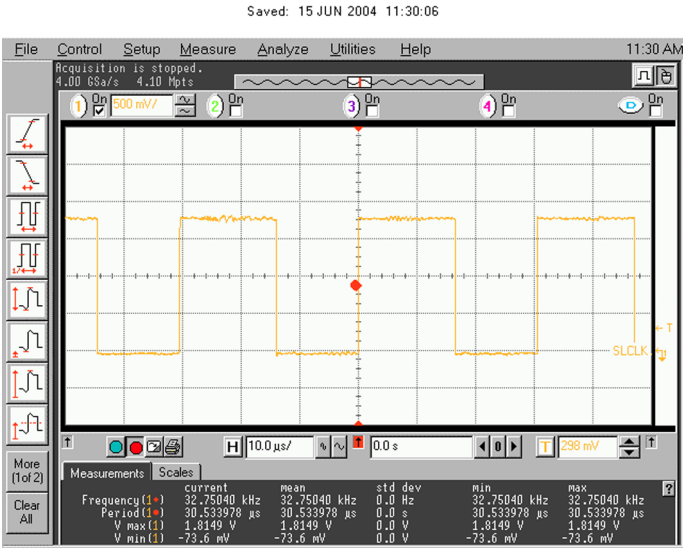 Saved: 15 JUN 2004 11:30:06
File Control Setup Measure Analyze Utilities Help 11:30 AM
Acquisition is stopped.
4.00 GSa/s 4.10 Mpts
1 On 500 mV/ 2 On 3 On 4 On D On
T
SLCLK
H 10.0 µs/ 0.0 s 0 T 298 mV
More
(1of 2)
Clear
All
Measurements Scales ?
current mean std dev min max
Frequency(1) 32.75040 kHz 32.75040 kHz 0.0 Hz 32.75040 kHz 32.75040 kHz
Period(1) 30.533978 µs 30.533978 µs 0.0 s 30.533978 µs 30.533978 µs
V max(1) 1.8149 V 1.8149 V 0.0 V 1.8149 V 1.8149 V
V min(1) -73.6 mV -73.6 mV 0.0 V -73.6 mV -73.6 mV